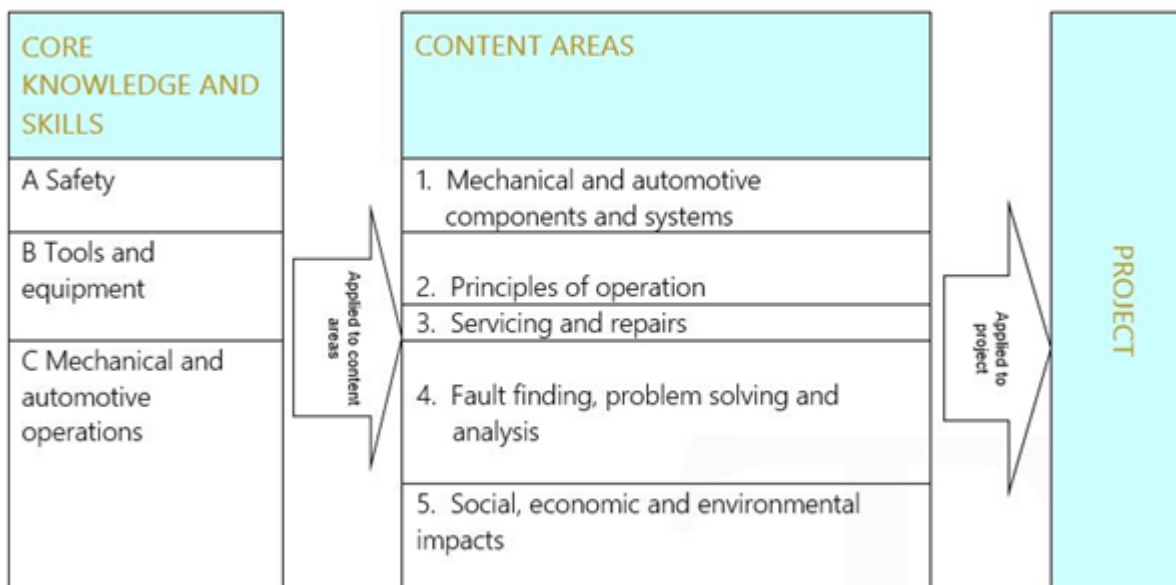 CORE
KNOWLEDGE AND
SKILLS
A Safety
B Tools and
equipment
C Mechanical and
automotive
operations
Applied to content
areas
CONTENT AREAS
1. Mechanical and automotive
components and systems
2. Principles of operation
3. Servicing and repairs
4. Fault finding, problem solving and
analysis
5. Social, economic and environmental
impacts
Applied to
project
PROJECT